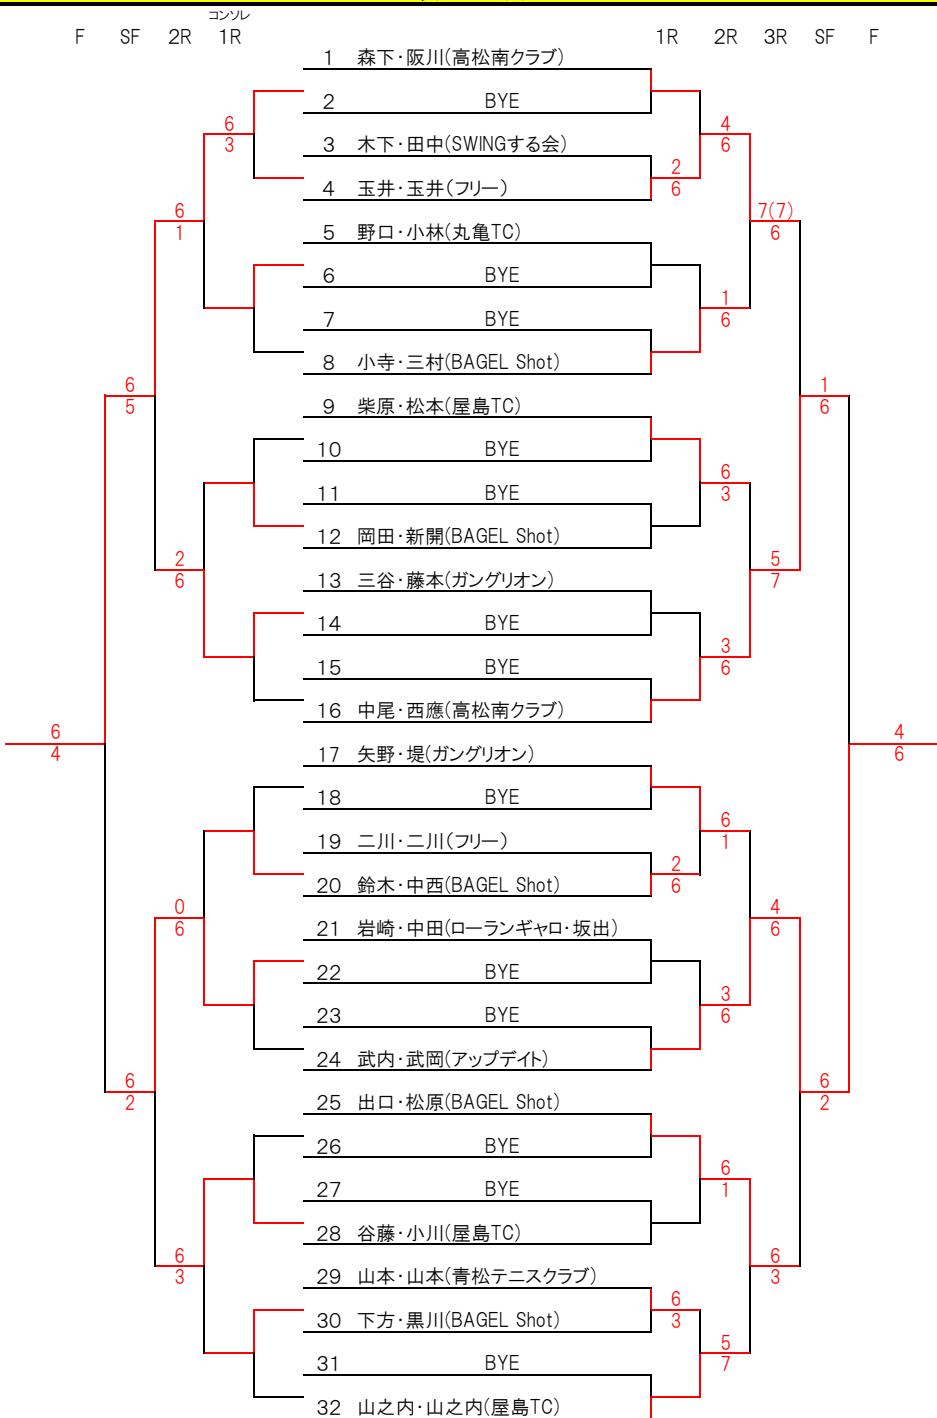 コンソレ
F SF 2R 1R 1R 2R 3R SF F
1 森下・阪川(高松南クラブ)
2 BYE
6 4
3 木下・田中(SWINGする会) 6
3 2
4 玉井・玉井(フリー) 6
6 7(7)
5 野口・小林(丸亀TC)
1 6
6 BYE
1
7 BYE 6
8 小寺・三村(BAGEL Shot)
6 1
9 柴原・松本(屋島TC)
5 6
10 BYE
6
11 BYE 3
12 岡田・新開(BAGEL Shot)
2 5
13 三谷・藤本(ガングリオン)
6 7
14 BYE
3
15 BYE 6
16 中尾・西應(高松南クラブ)
6 4
17 矢野・堤(ガングリオン)
4 6
18 BYE
6
19 二川・二川(フリー) 1
2
20 鈴木・中西(BAGEL Shot) 6
0 4
21 岩崎・中田(ローランギャロ・坂出)
6 6
22 BYE
3
23 BYE 6
24 武内・武岡(アップデイト)
6 6
25 出口・松原(BAGEL Shot)
2 2
26 BYE
6
27 BYE 1
28 谷藤・小川(屋島TC)
6 6
29 山本・山本(青松テニスクラブ)
3 3
6
30 下方・黒川(BAGEL Shot) 3
5
31 BYE 7
32 山之内・山之内(屋島TC)